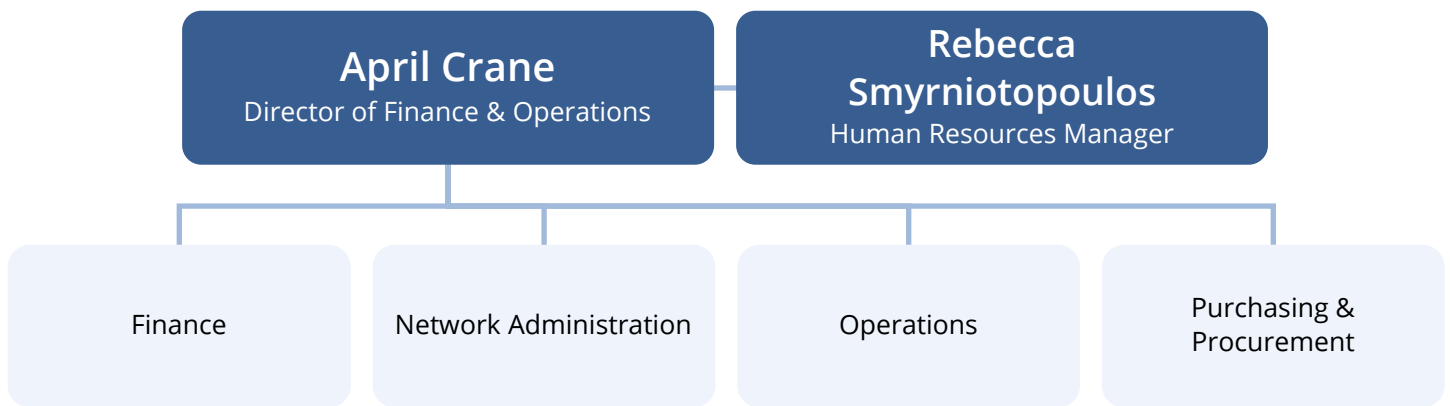 April Crane
Director of Finance & Operations
Rebecca
Smyrniotopoulos
Human Resources Manager
Finance
Network Administration
Operations
Purchasing &
Procurement